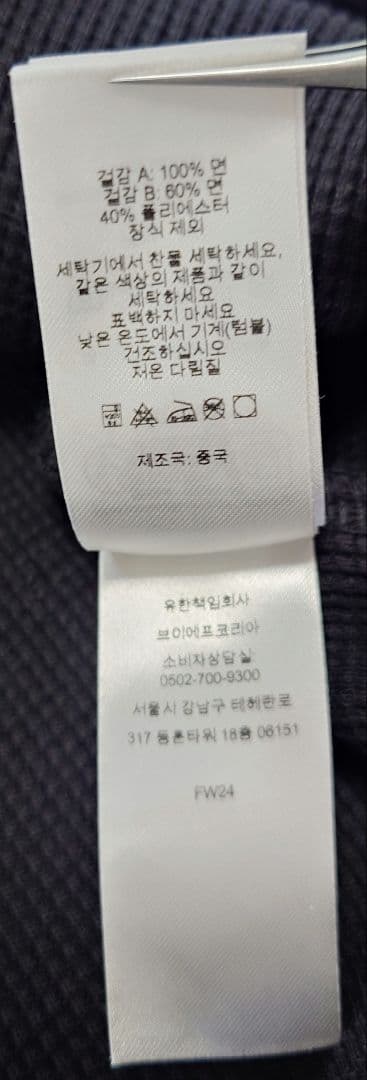 겉감 A: 100% 면
겉감 B: 60% 면
40% 폴리에스터
장식 제외
세탁기에서 찬물 세탁하세요,
같은 색상의 제품과 같이
세탁하세요
표백하지 마세요
낮은 온도에서 기계(텀블)
건조하십시오
저온 다림질
제조국: 중국
유한책임회사
브이에프코리아
소비자상담실:
0502-700-9300
서울시 강남구 테헤란로
317 동훈타워 18층 06151
FW24